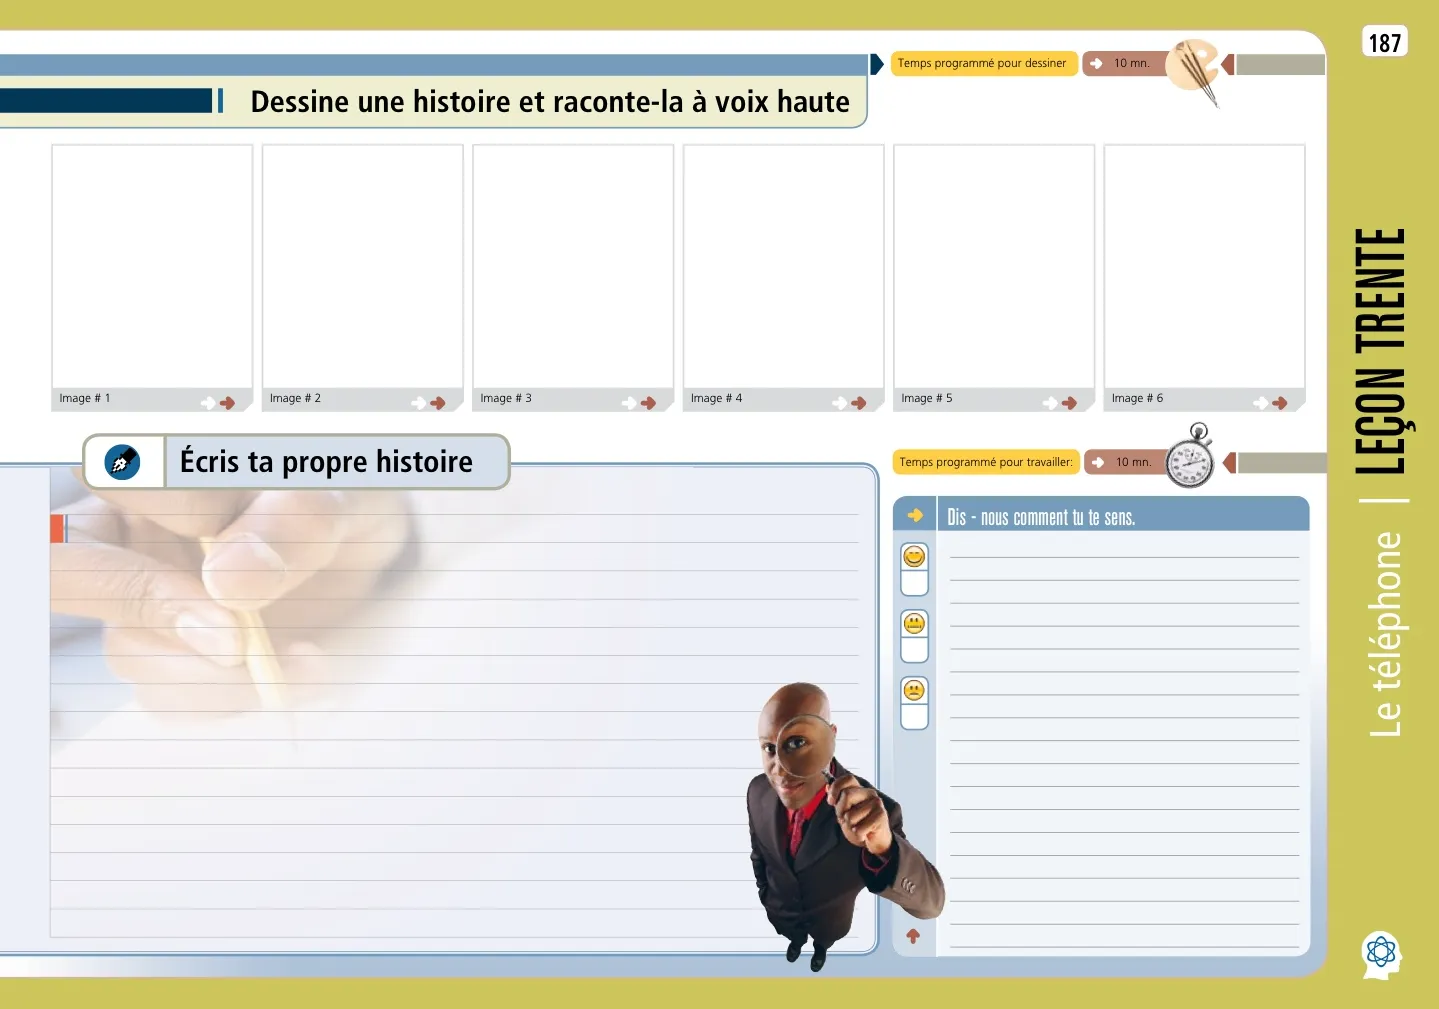 187
Temps programmé pour dessiner
10 mn.
Dessine une histoire et raconte-la à voix haute
Image # 1
Image # 2
Image # 3
Image # 4
Image # 5
Image # 6
Écris ta propre histoire
Temps programmé pour travailler:
10 mn.
Dis - nous comment tu te sens.
LEÇON TRENTE
Le téléphone